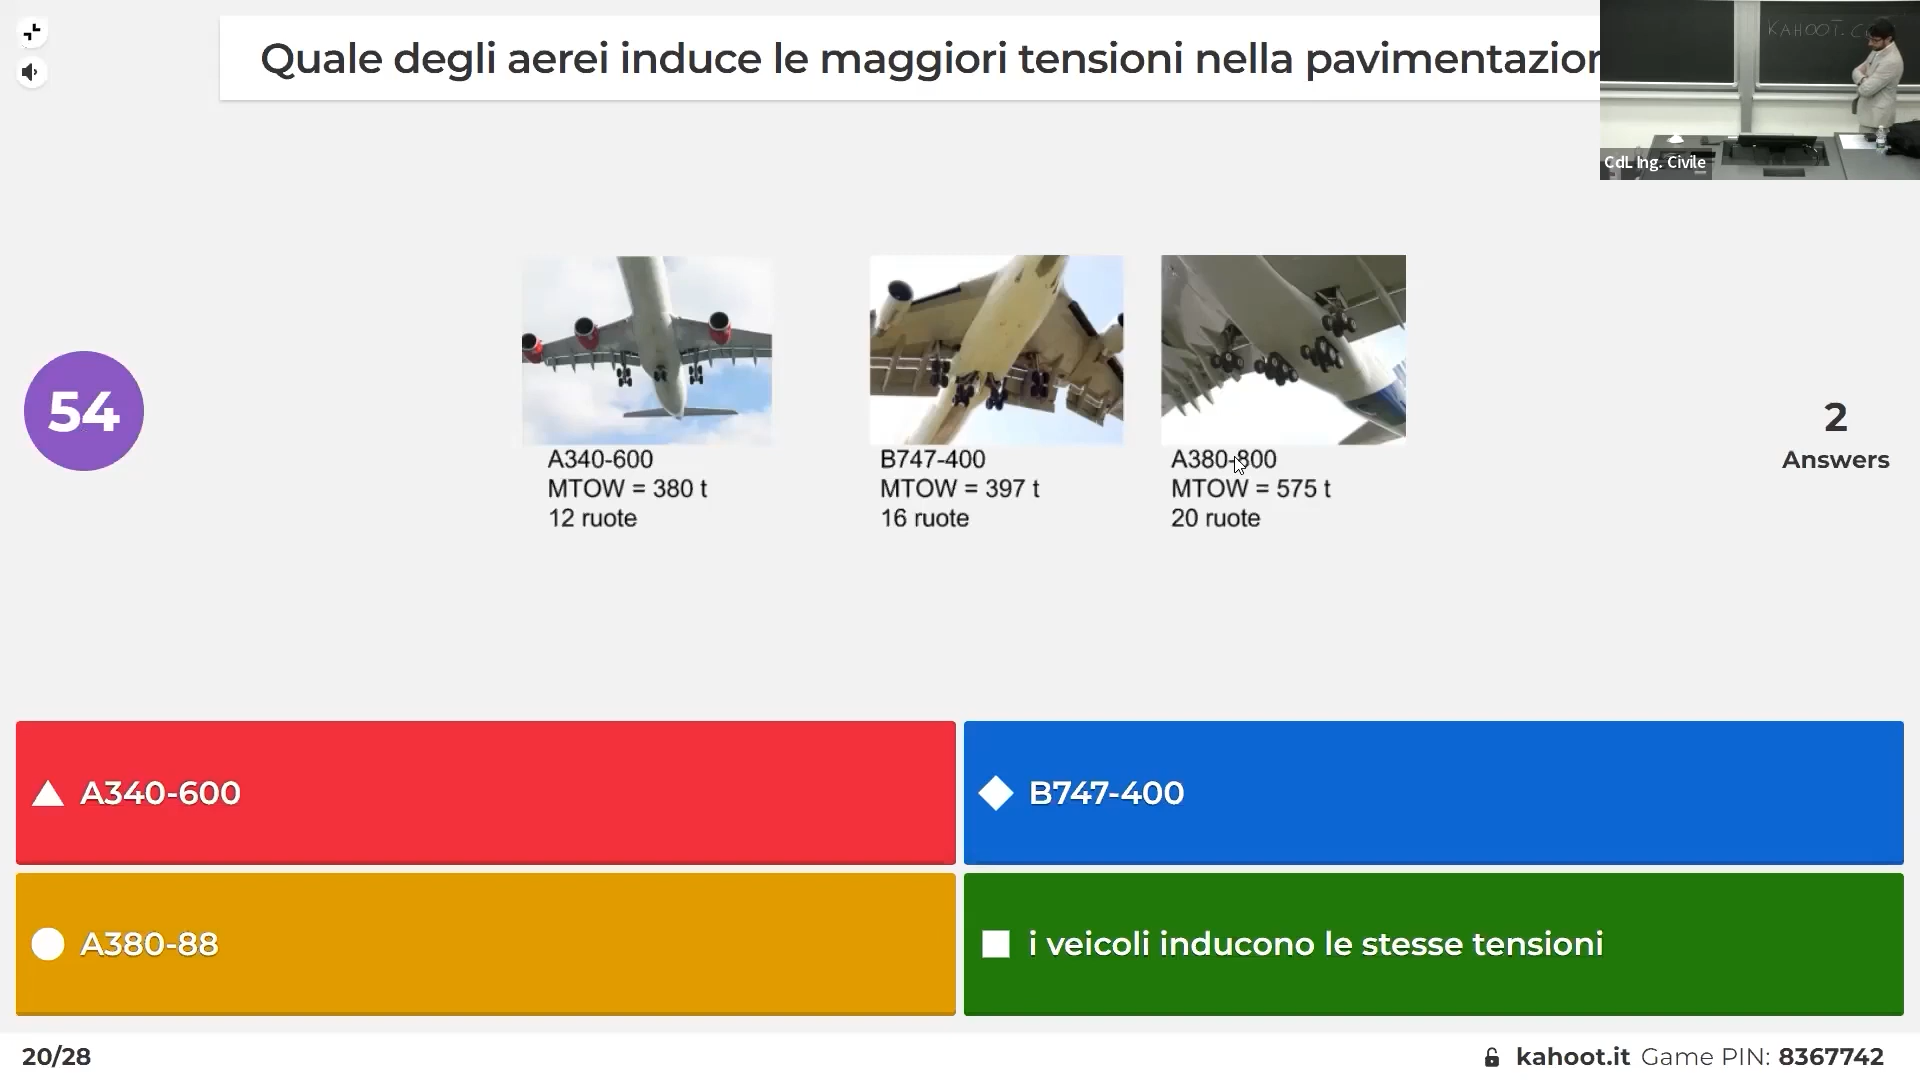 Quale degli aerei induce le maggiori tensioni nella pavimentazion
KAHOOT.
CdL Ing. Civile
54
A340-600
MTOW = 380 t
12 ruote
B747-400
MTOW = 397 t
16 ruote
A380-800
MTOW = 575 t
20 ruote
2
Answers
A340-600
B747-400
A380-88
i veicoli inducono le stesse tensioni
20/28
kahoot.it Game PIN: 8367742